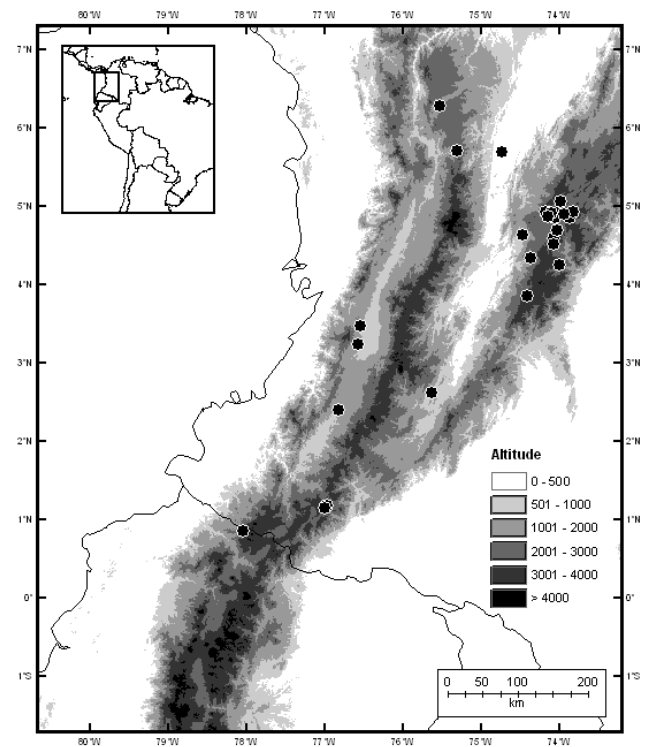 80°W 79°W 78°W 77°W 76°W 75°W 74°W
7°N 7°N
6°N 6°N
5°N 5°N
4°N 4°N
3°N 3°N
2°N 2°N
Altitude
0 - 500
501 - 1000
1001 - 2000
2001 - 3000
3001 - 4000
> 4000
1°N 1°N
0° 0°
1°S 1°S
0 50 100 200
km
80°W 79°W 78°W 77°W 76°W 75°W 74°W